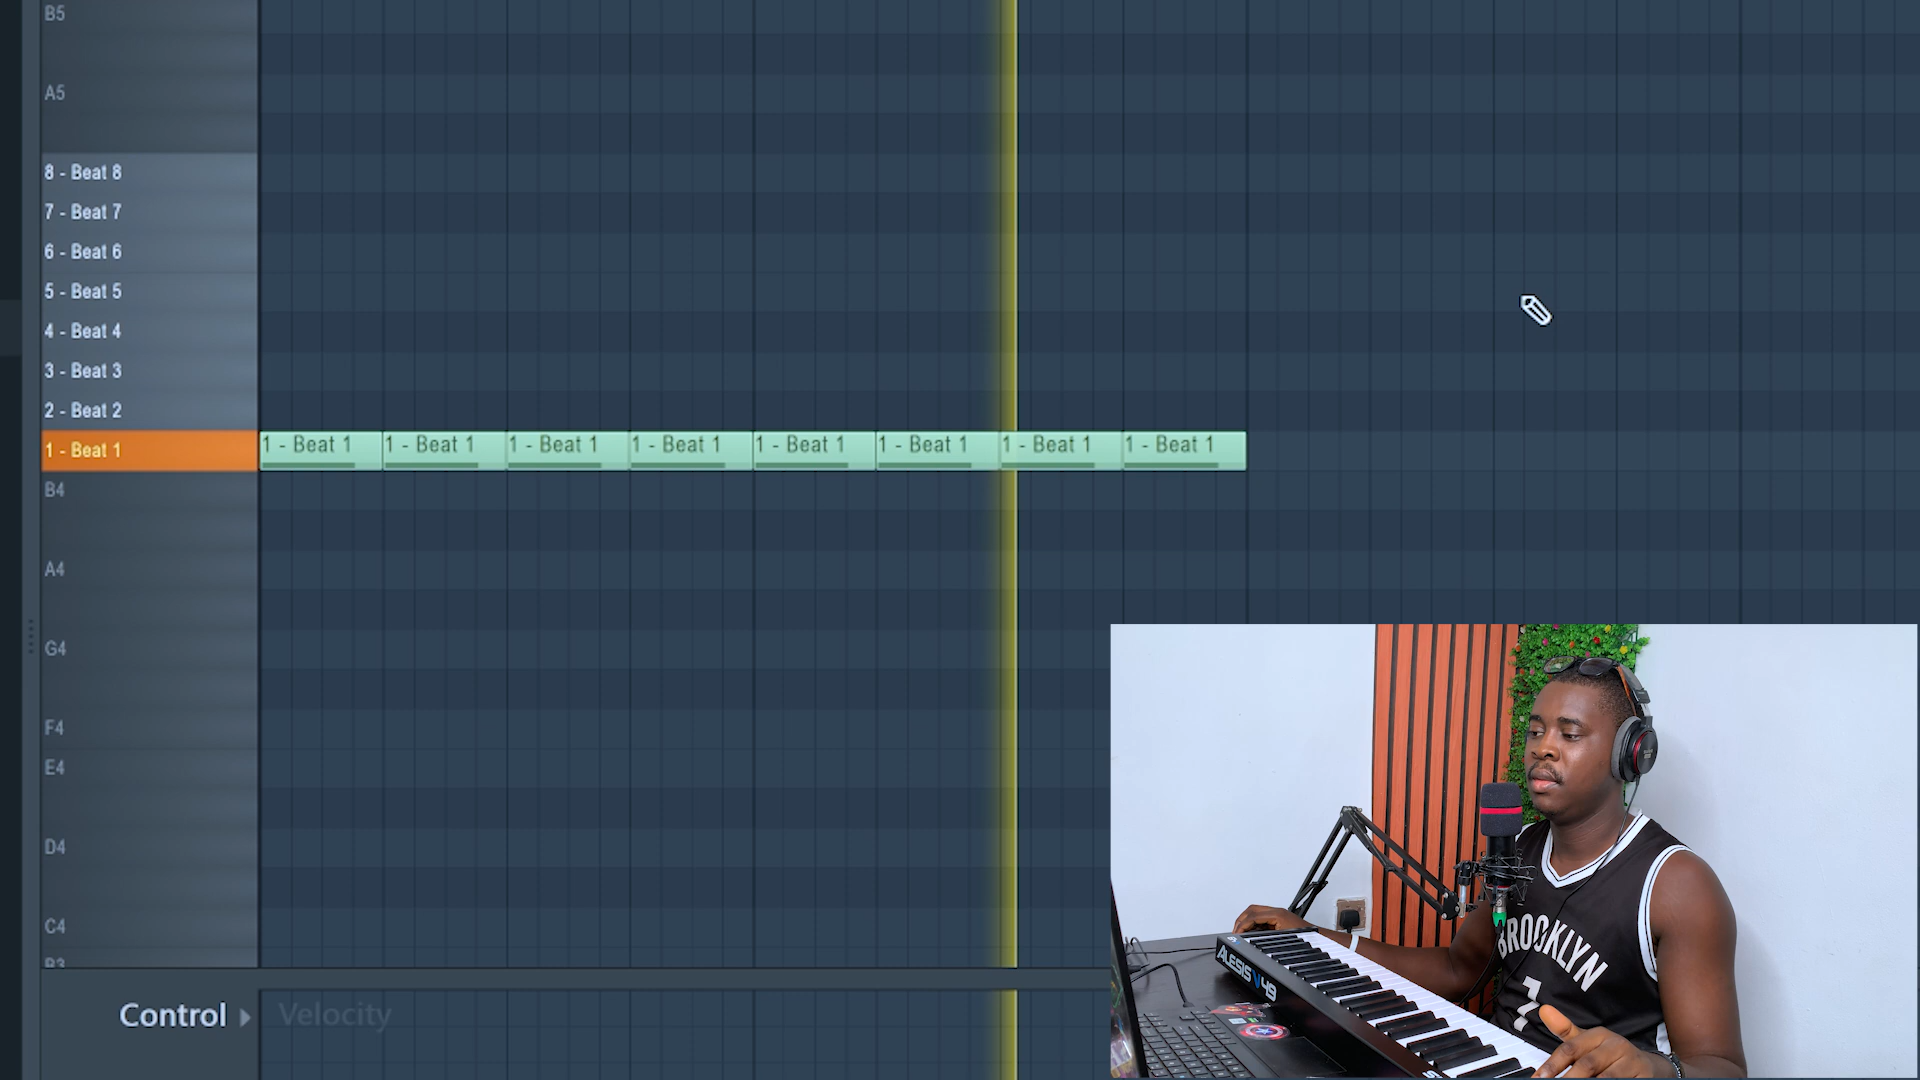 B5
A5
8 - Beat 8
7 - Beat 7
6 - Beat 6
5 - Beat 5
4 - Beat 4
3 - Beat 3
2 - Beat 2
1 - Beat 1
1 - Beat 1
1 - Beat 1
1 - Beat 1
1 - Beat 1
1 - Beat 1
1 - Beat 1
1 - Beat 1
1 - Beat 1
B4
A4
G4
F4
E4
D4
C4
B3
Control
Velocity
ALESIS V49
BROOKLYN